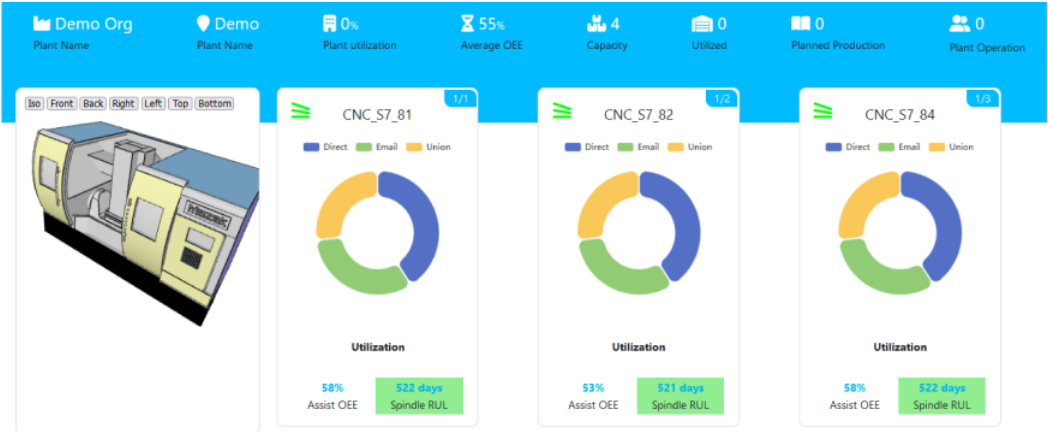 Demo Org
Plant Name
Demo
Plant Name
0%
Plant utilization
55%
Average OEE
4
Capacity
0
Utilized
0
Planned Production
0
Plant Operation
Iso Front Back Right Left Top Bottom
Mazak
1/1
CNC_S7_81
Direct Email Union
Utilization
58%
Assist OEE
522 days
Spindle RUL
1/2
CNC_S7_82
Direct Email Union
Utilization
53%
Assist OEE
521 days
Spindle RUL
1/3
CNC_S7_84
Direct Email Union
Utilization
58%
Assist OEE
522 days
Spindle RUL